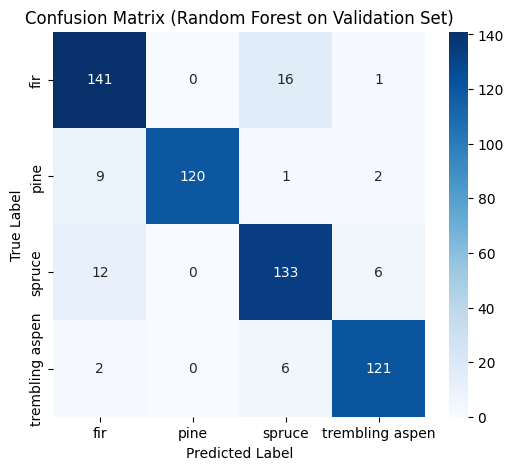 Confusion Matrix (Random Forest on Validation Set)
True Label
fir
141 0 16 1
pine
9 120 1 2
spruce
12 0 133 6
trembling aspen
2 0 6 121
fir pine spruce trembling aspen
Predicted Label
140
120
100
80
60
40
20
0